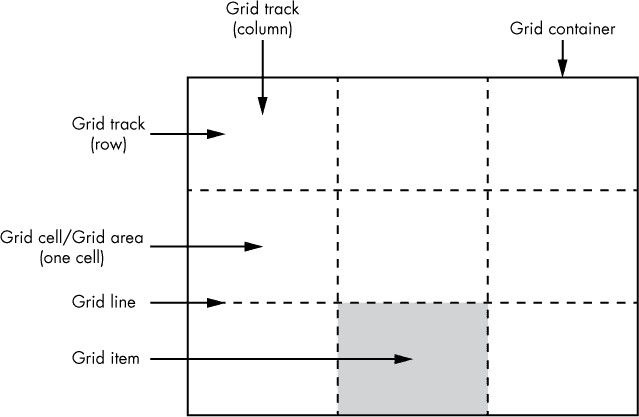 Grid track
(column)
Grid container
Grid track
(row)
Grid cell/Grid area
(one cell)
Grid line
Grid item